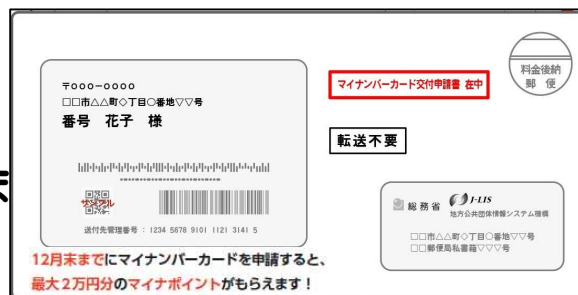 料金後納
郵便
〒000-0000
□□市△△町◇丁目○番地▽▽号
番号 花子 様
マイナンバーカード交付申請書 在中
転送不要
サンプル
送付先管理番号：1234 5678 9101 1121 3141 5
総務省 J-LIS
地方公共団体情報システム機構
□□市△△町◇丁目○番地▽▽号
□□郵便局私書箱▽▽▽号
12月末までにマイナンバーカードを申請すると、
最大2万円分のマイナポイントがもらえます！